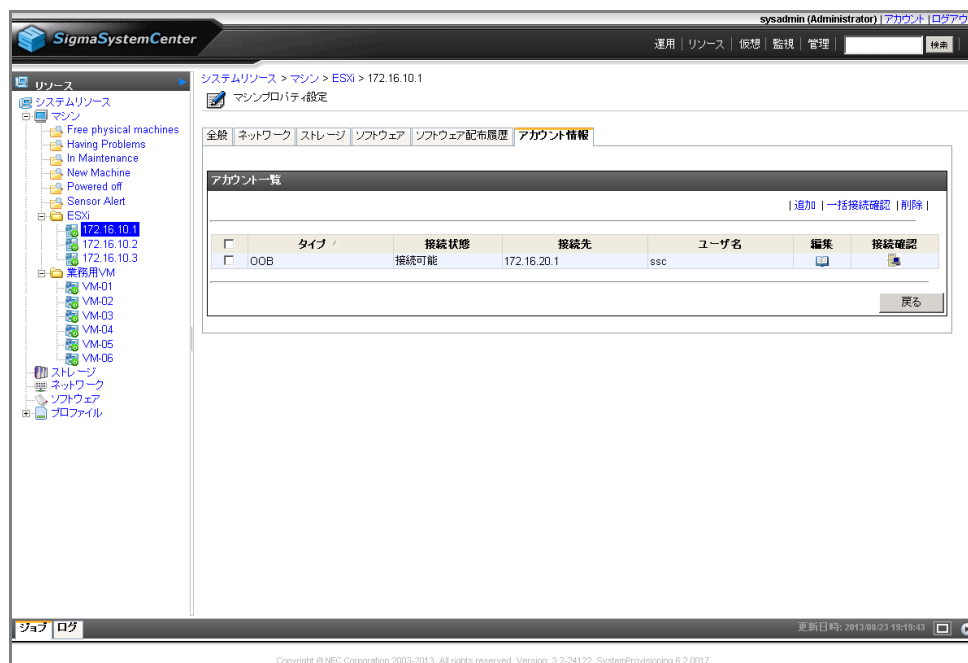 sysadmin (Administrator) | アカウント | ログアウ
SigmaSystemCenter
運用 | リソース | 仮想 | 監視 | 管理 | 検索
リソース
システムリソース
マシン
Free physical machines
Having Problems
In Maintenance
New Machine
Powered off
Sensor Alert
ESXi
172.16.10.1
172.16.10.2
172.16.10.3
業務用VM
VM-01
VM-02
VM-03
VM-04
VM-05
VM-06
ストレージ
ネットワーク
ソフトウェア
プロファイル
システムリソース > マシン > ESXi > 172.16.10.1
マシンプロパティ設定
全般 ネットワーク ストレージ ソフトウェア ソフトウェア配布履歴 アカウント情報
アカウント一覧
| 追加 | 一括接続確認 | 削除 |
タイプ 接続状態 接続先 ユーザ名 編集 接続確認
OOB 接続可能 172.16.20.1 ssc
戻る
ジョブ ログ
更新日時: 2013/08/23 19:19:43
Copyright © NEC Corporation 2003-2013. All rights reserved. Version: 3.2-24122, SystemProvisioning 6.2.0017